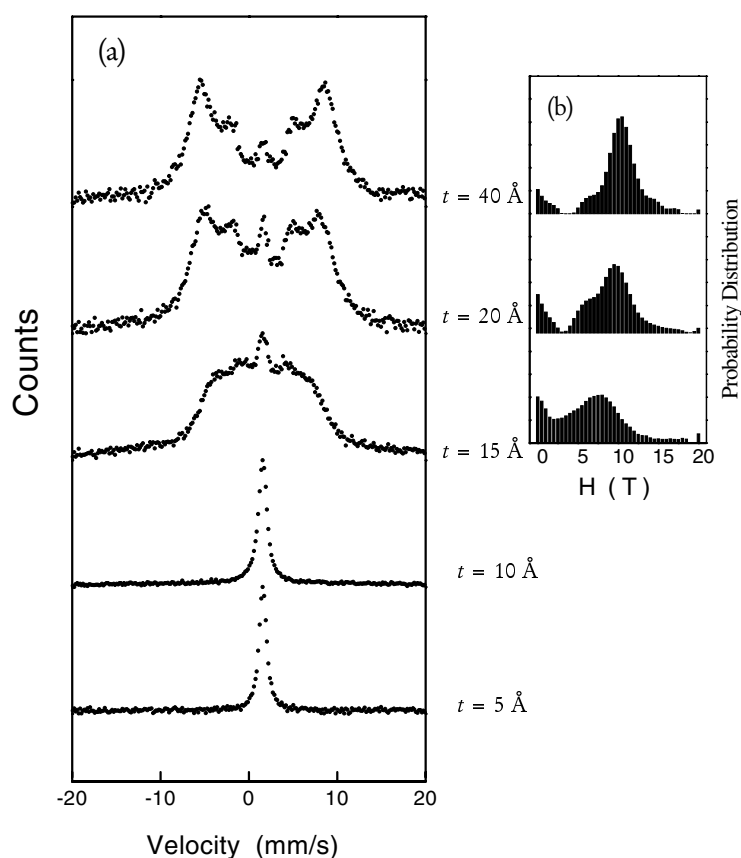 (a)
(b)
t = 40 Å
t = 20 Å
t = 15 Å
t = 10 Å
t = 5 Å
Counts
-20 -10 0 10 20
Velocity (mm/s)
Probability Distribution
0 5 10 15 20
H (T)